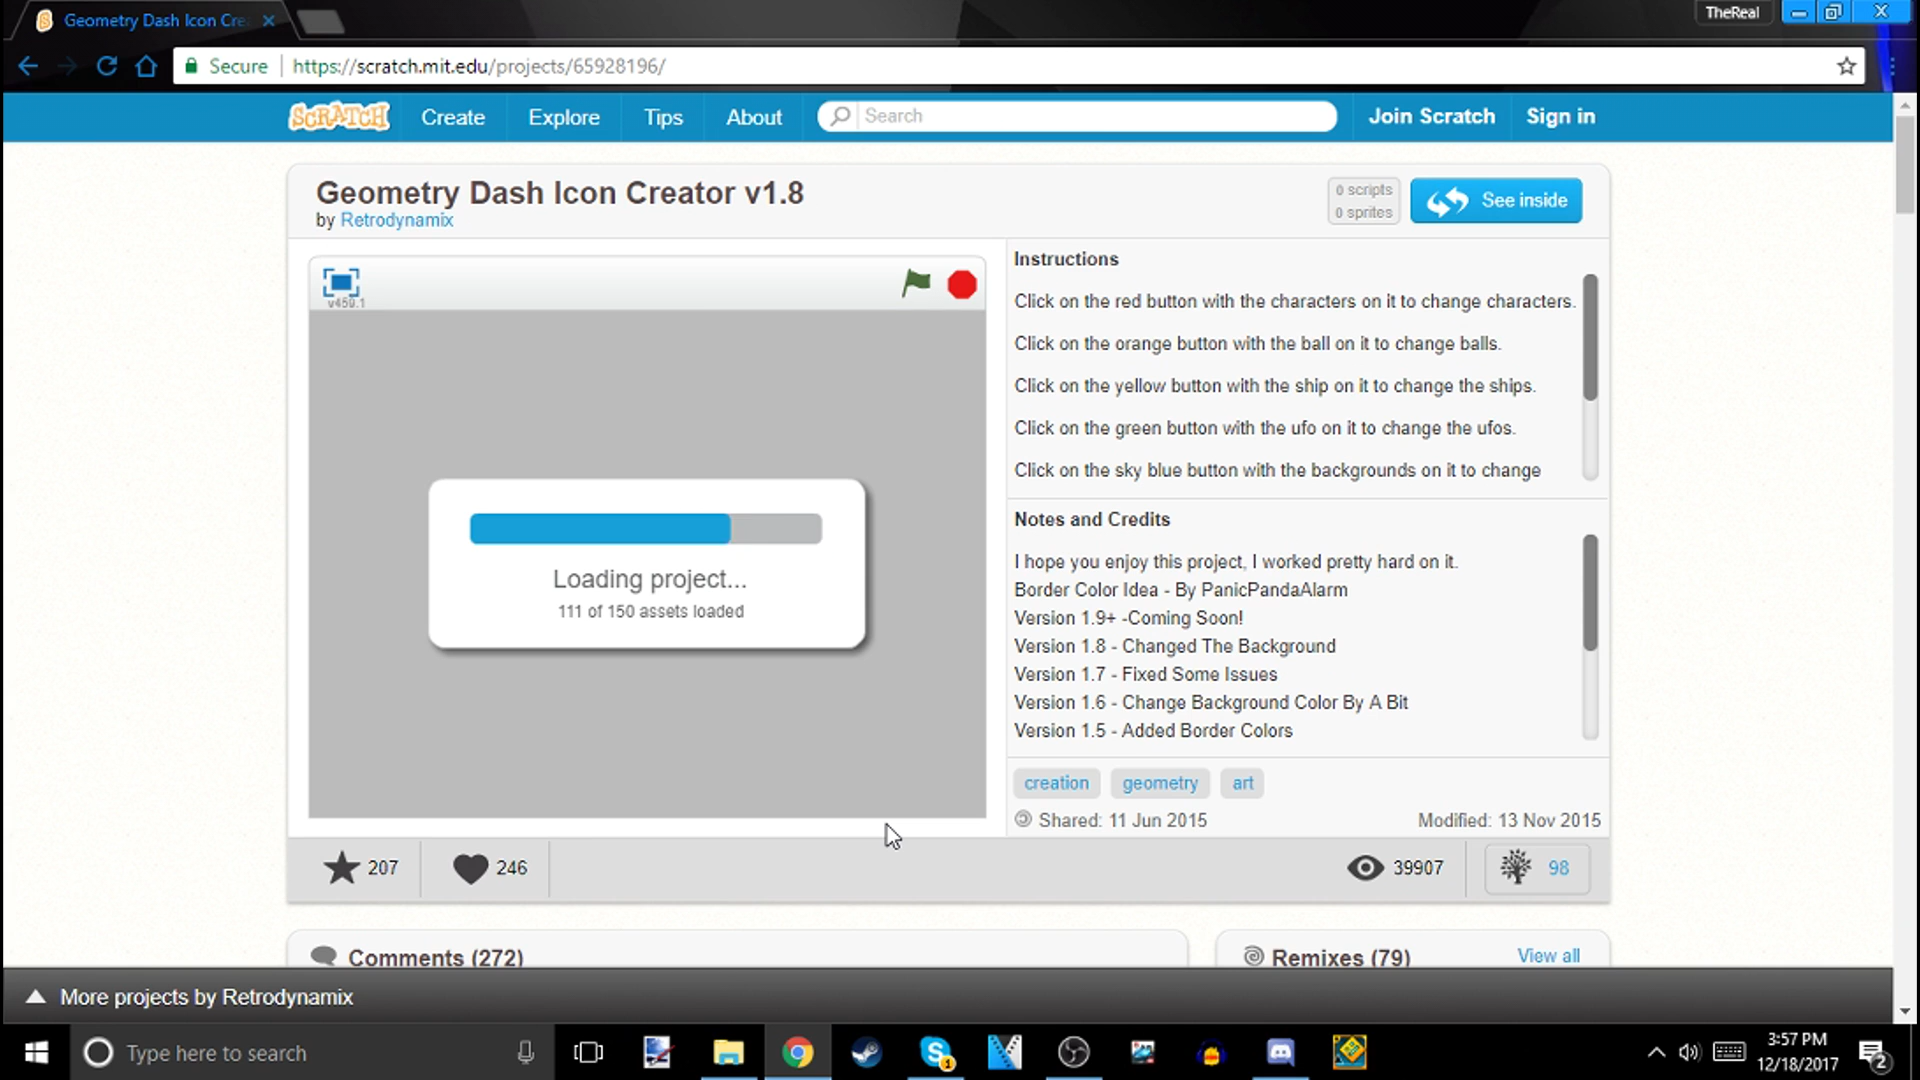 Geometry Dash Icon Cre
TheReal
Secure
https://scratch.mit.edu/projects/65928196/
SCRATCH
Create
Explore
Tips
About
Search
Join Scratch
Sign in
Geometry Dash Icon Creator v1.8
by Retrodynamix
0 scripts
0 sprites
See inside
v459.1
Loading project...
111 of 150 assets loaded
Instructions
Click on the red button with the characters on it to change characters.
Click on the orange button with the ball on it to change balls.
Click on the yellow button with the ship on it to change the ships.
Click on the green button with the ufo on it to change the ufos.
Click on the sky blue button with the backgrounds on it to change
Notes and Credits
I hope you enjoy this project, I worked pretty hard on it.
Border Color Idea - By PanicPandaAlarm
Version 1.9+ -Coming Soon!
Version 1.8 - Changed The Background
Version 1.7 - Fixed Some Issues
Version 1.6 - Change Background Color By A Bit
Version 1.5 - Added Border Colors
creation
geometry
art
Shared: 11 Jun 2015
Modified: 13 Nov 2015
207
246
39907
98
Comments (272)
Remixes (79)
View all
More projects by Retrodynamix
Type here to search
1
3:57 PM
12/18/2017
2